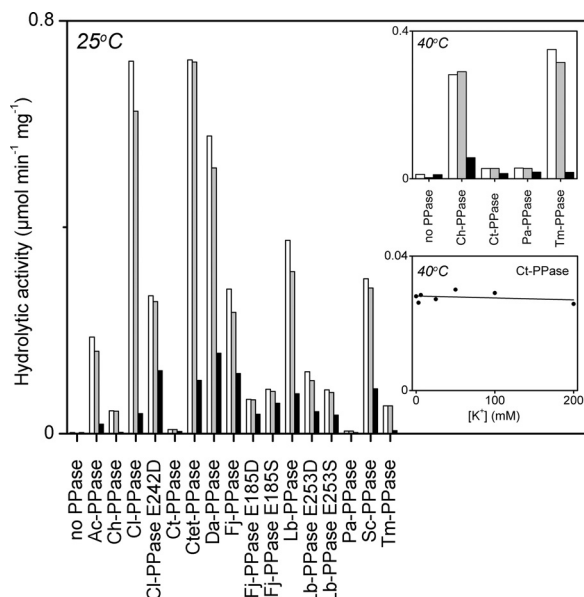 0.8
25°C
Hydrolytic activity (μmol min⁻¹ mg⁻¹)
0
no PPase
Ac-PPase
Ch-PPase
Cl-PPase
Cl-PPase E242D
Ct-PPase
Ctet-PPase
Da-PPase
Fj-PPase
Fj-PPase E185D
Fj-PPase E185S
Lb-PPase
Lb-PPase E253D
Lb-PPase E253S
Pa-PPase
Sc-PPase
Tm-PPase
0.4
40°C
0
no PPase
Ch-PPase
Ct-PPase
Pa-PPase
Tm-PPase
0.04
40°C
Ct-PPase
0
0
100
200
[K⁺] (mM)